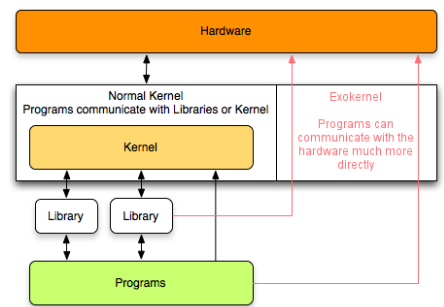 Hardware
Normal Kernel
Programs communicate with Libraries or Kernel
Kernel
Exokernel
Programs can
communicate with the
hardware much more
directly
Library
Library
Programs